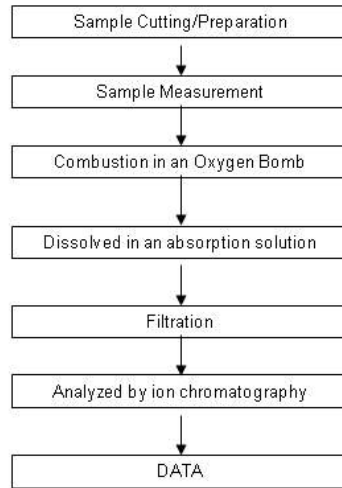 Sample Cutting/Preparation
Sample Measurement
Combustion in an Oxygen Bomb
Dissolved in an absorption solution
Filtration
Analyzed by ion chromatography
DATA